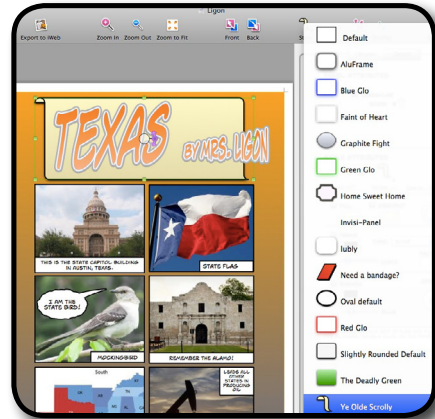 Ligon
Export to iWeb
Zoom In
Zoom Out
Zoom to Fit
Front
Back
TEXAS
BY MRS. LIGON
THIS IS THE STATE CAPITOL BUILDING
IN AUSTIN, TEXAS.
STATE FLAG
I AM THE
STATE BIRD!
MOCKINGBIRD
REMEMBER THE ALAMO!
South
LEADS ALL
OTHER
STATES IN
PRODUCING
OIL
Default
AluFrame
Blue Glo
Faint of Heart
Graphite Fight
Green Glo
Home Sweet Home
Invisi-Panel
lubly
Need a bandage?
Oval default
Red Glo
Slightly Rounded Default
The Deadly Green
Ye Olde Scrolly